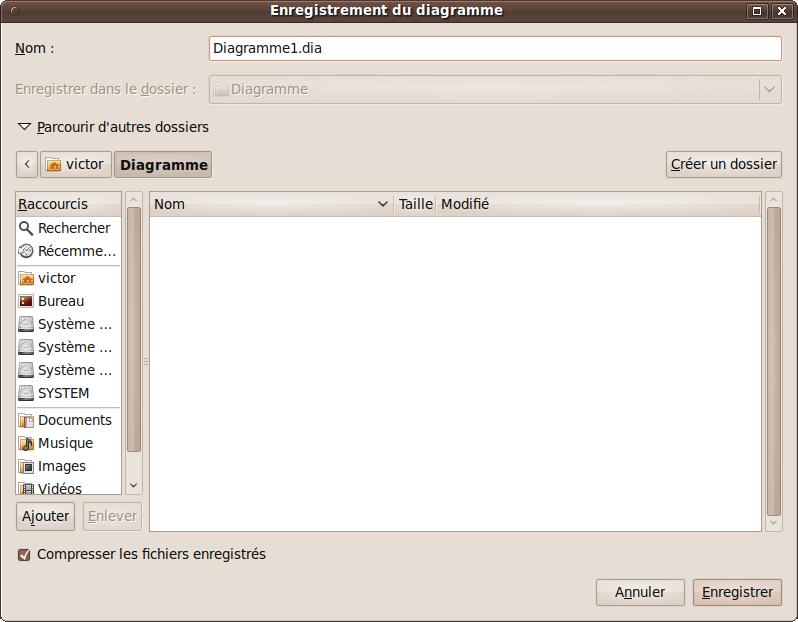 Enregistrement du diagramme
Nom :
Diagramme1.dia
Enregistrer dans le dossier :
Diagramme
Parcourir d'autres dossiers
victor
Diagramme
Créer un dossier
Raccourcis
Nom
Taille
Modifié
Rechercher
Récemme...
victor
Bureau
Système ...
Système ...
Système ...
SYSTEM
Documents
Musique
Images
Vidéos
Ajouter
Enlever
Compresser les fichiers enregistrés
Annuler
Enregistrer